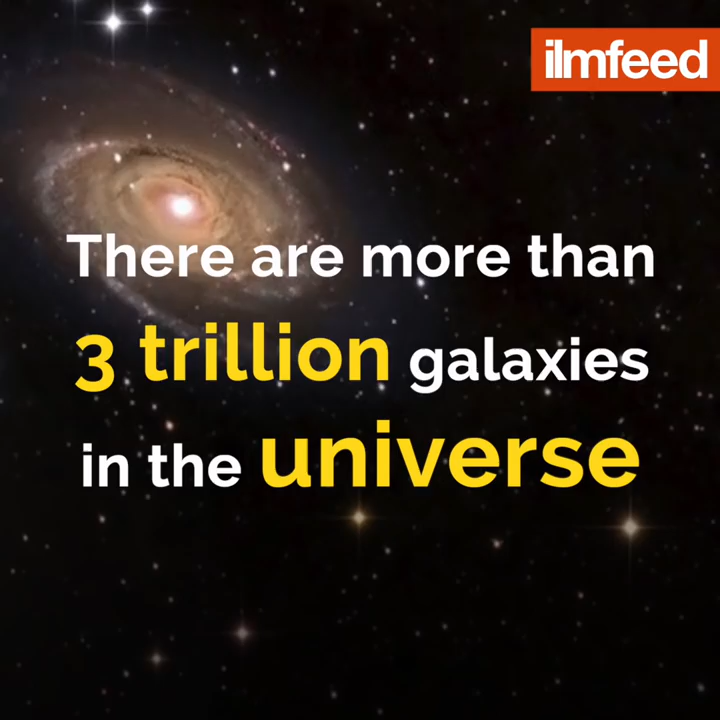 ilmfeed
There are more than
3 trillion galaxies
in the universe